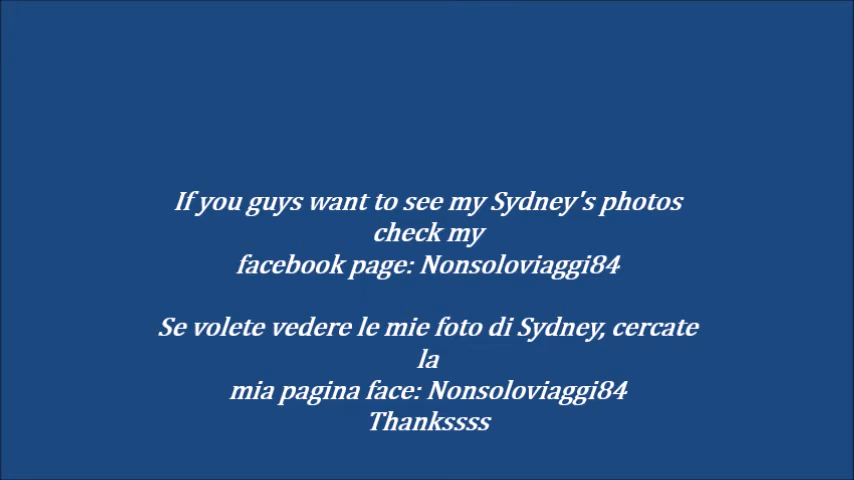 If you guys want to see my Sydney's photos
check my
facebook page: Nonsoloviaggi84
Se volete vedere le mie foto di Sydney, cercate
la
mia pagina face: Nonsoloviaggi84
Thankssss